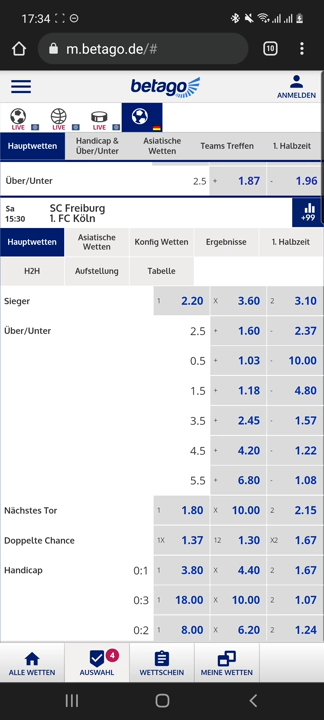 17:34
m.betago.de/#
10
betago
ANMELDEN
LIVE LIVE LIVE
Hauptwetten Handicap & Über/Unter Asiatische Wetten Teams Treffen 1. Halbzeit
Über/Unter 2.5 + 1.87 - 1.96
Sa 15:30 SC Freiburg 1. FC Köln +99
Hauptwetten Asiatische Wetten Konfig Wetten Ergebnisse 1. Halbzeit
H2H Aufstellung Tabelle
Sieger 1 2.20 X 3.60 2 3.10
Über/Unter 2.5 + 1.60 - 2.37
0.5 + 1.03 - 10.00
1.5 + 1.18 - 4.80
3.5 + 2.45 - 1.57
4.5 + 4.20 - 1.22
5.5 + 6.80 - 1.08
Nächstes Tor 1 1.80 X 10.00 2 2.15
Doppelte Chance 1X 1.37 12 1.30 X2 1.67
Handicap 0:1 1 3.80 X 4.40 2 1.67
0:3 1 18.00 X 10.00 2 1.07
0:2 1 8.00 X 6.20 2 1.24
4
ALLE WETTEN AUSWAHL WETTSCHEIN MEINE WETTEN